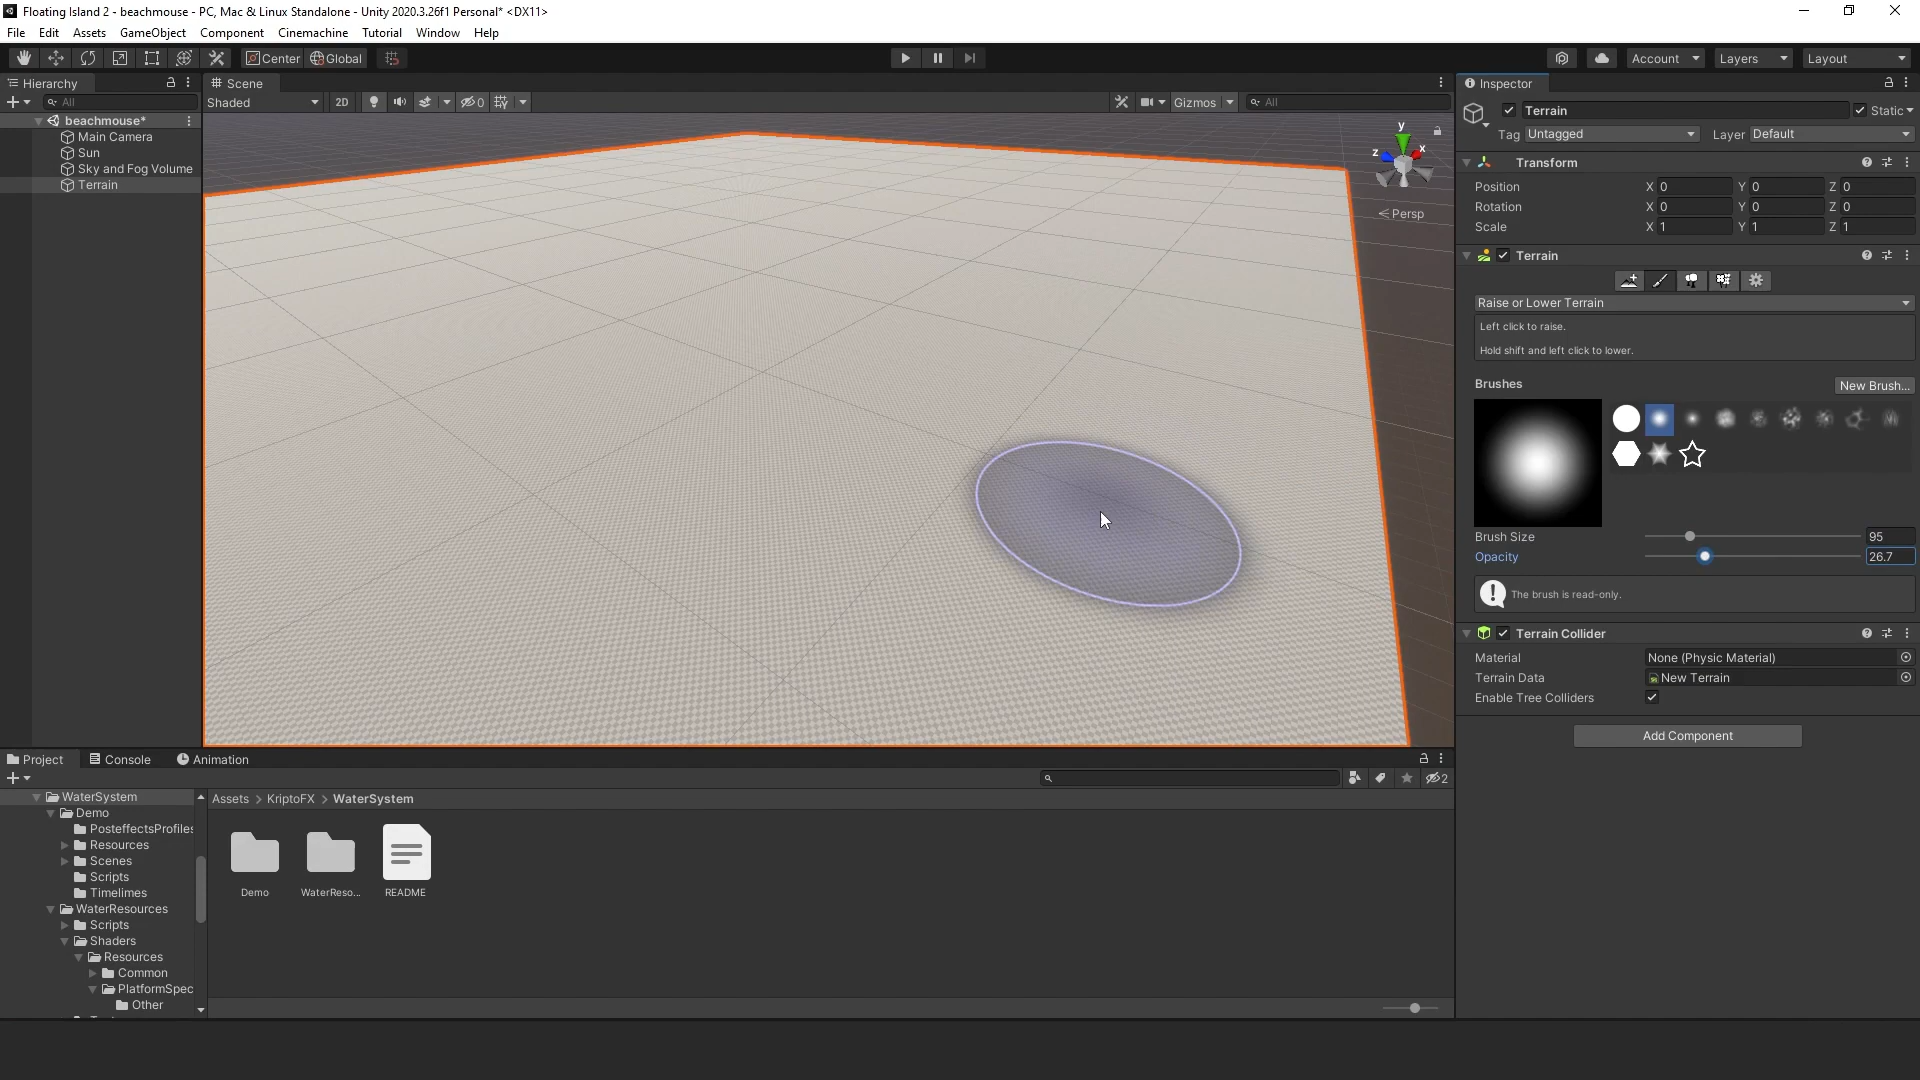 Floating Island 2 - beachmouse - PC, Mac & Linux Standalone - Unity 2020.3.26f1 Personal* <DX11>
File Edit Assets GameObject Component Cinemachine Tutorial Window Help
Center Global Account Layers Layout
Hierarchy
All
beachmouse*
Main Camera
Sun
Sky and Fog Volume
Terrain
Scene
Shaded 2D 0 Gizmos All
y
z x
Persp
Inspector
Terrain Static
Tag Untagged Layer Default
Transform
Position X 0 Y 0 Z 0
Rotation X 0 Y 0 Z 0
Scale X 1 Y 1 Z 1
Terrain
Raise or Lower Terrain
Left click to raise.
Hold shift and left click to lower.
Brushes New Brush...
Brush Size 95
Opacity 26.7
The brush is read-only.
Terrain Collider
Material None (Physic Material)
Terrain Data New Terrain
Enable Tree Colliders
Add Component
Project Console Animation
2
WaterSystem
Demo
PosteffectsProfiles
Resources
Scenes
Scripts
Timelimes
WaterResources
Scripts
Shaders
Resources
Common
PlatformSpec
Other
Assets > KriptoFX > WaterSystem
Demo WaterReso... README